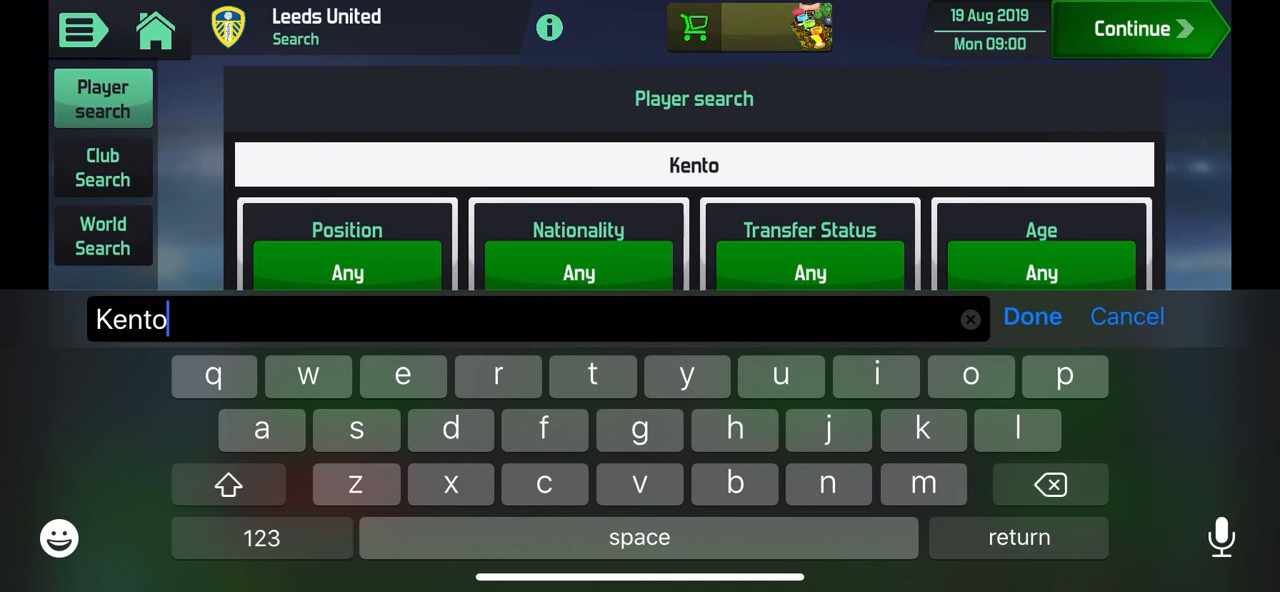 Leeds United
Search
19 Aug 2019
Mon 09:00
Continue
Player
search
Club
Search
World
Search
Player search
Kento
Position
Any
Nationality
Any
Transfer Status
Any
Age
Any
Kento
Done
Cancel
q w e r t y u i o p
a s d f g h j k l
z x c v b n m
123
space
return